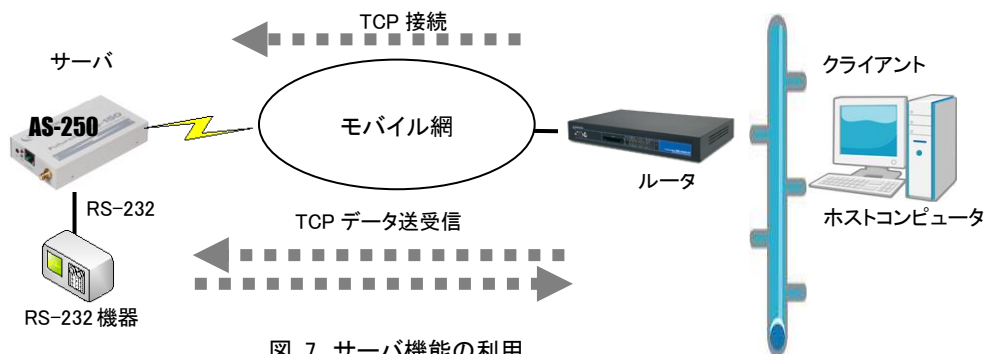 TCP 接続
サーバ
クライアント
AS-250
モバイル網
ルータ
RS-232
TCP データ送受信
ホストコンピュータ
RS-232 機器
図 7 サーバ機能の利用